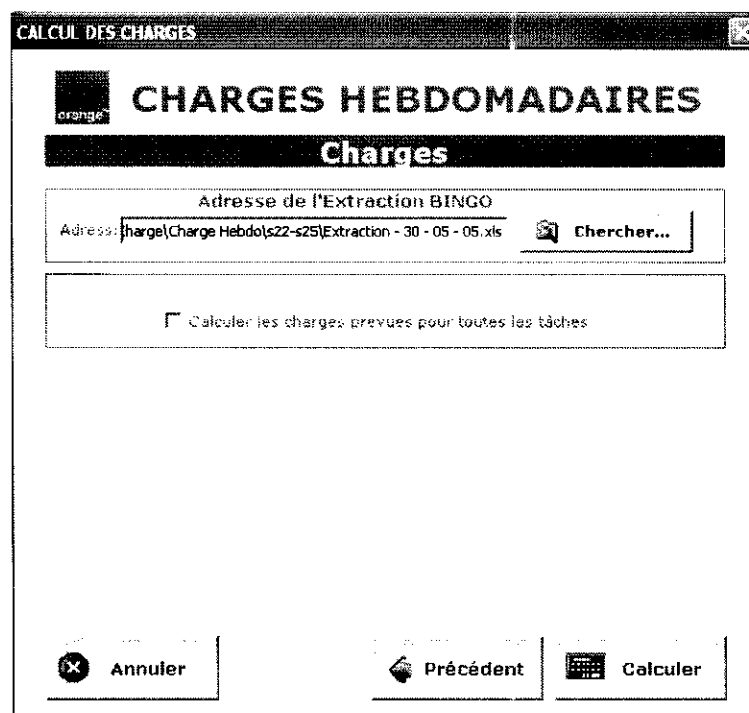 CALCUL DES CHARGES
orange
CHARGES HEBDOMADAIRES
Charges
Adresse de l'Extraction BINGO
Adresse harge\Charge Hebdo\s22-s25\Extraction - 30 - 05 - 05.xls Chercher...
Calculer les charges prevues pour toutes les tâches
Annuler Précédent Calculer